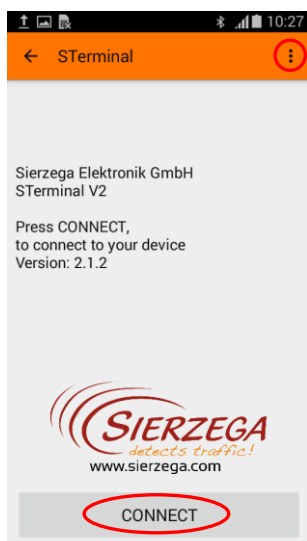 10:27
STerminal
Sierzega Elektronik GmbH
STerminal V2
Press CONNECT,
to connect to your device
Version: 2.1.2
SIERZEGA
detects traffic!
www.sierzega.com
CONNECT